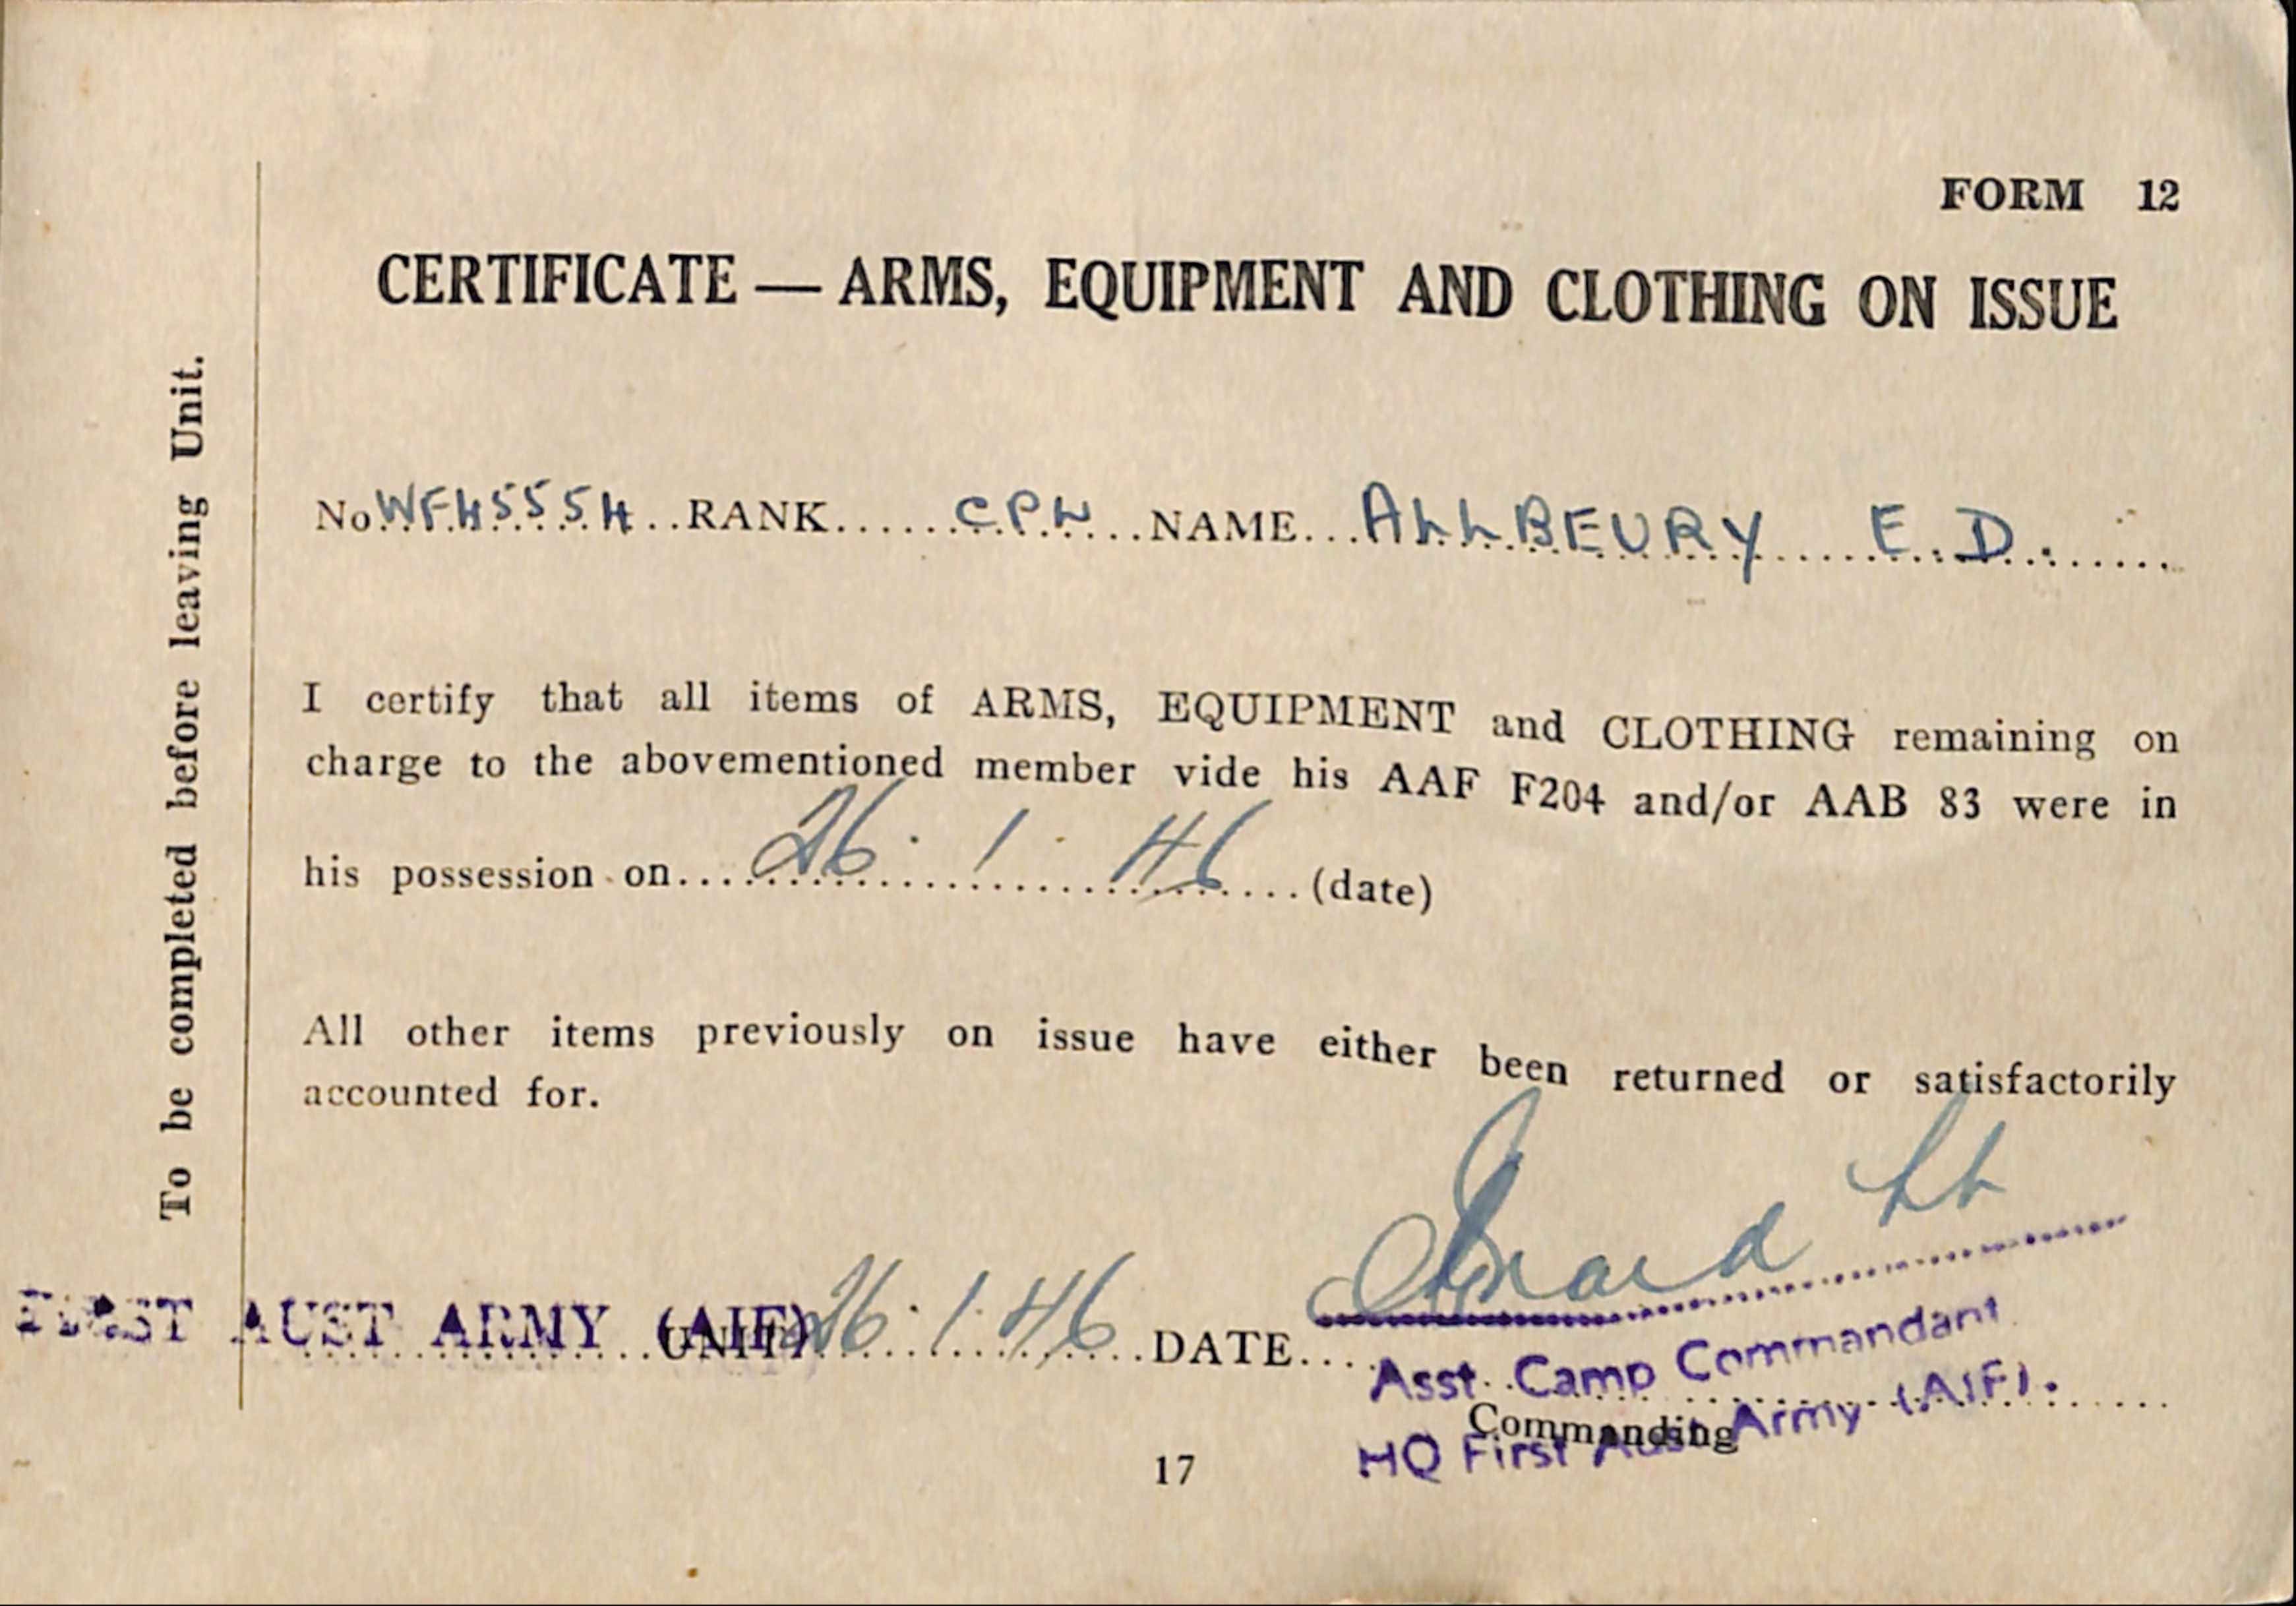 FORM 12
CERTIFICATE — ARMS, EQUIPMENT AND CLOTHING ON ISSUE
To be completed before leaving Unit.
No WF45554 RANK CPL NAME ALLBEURY E.D.
I certify that all items of ARMS, EQUIPMENT and CLOTHING remaining on
charge to the abovementioned member vide his AAF F204 and/or AAB 83 were in
his possession on 26·1·46 (date)
All other items previously on issue have either been returned or satisfactorily
accounted for.
Lt
FIRST AUST ARMY (AIF) UNIT 26·1·46 DATE
Asst. Camp Commandant
HQ First Aust Army (AIF).
Commanding
17